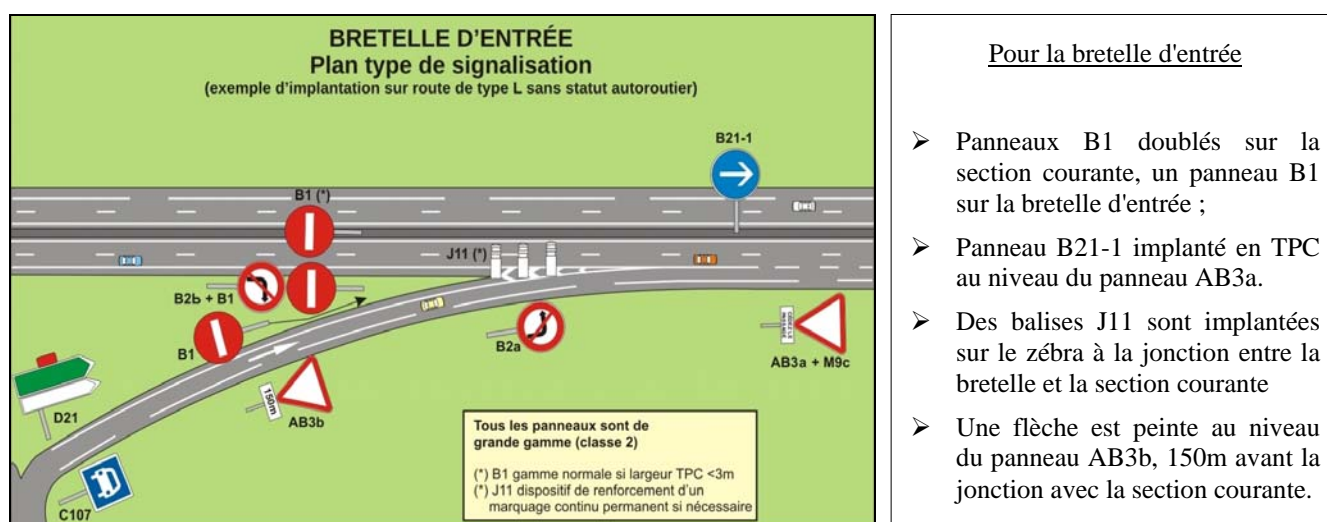 BRETELLE D'ENTRÉE
Plan type de signalisation
(exemple d'implantation sur route de type L sans statut autoroutier)
B21-1
B1 (*)
J11 (*)
B2b + B1
B1
B2a
AB3a + M9c
CÉDEZ LE
PASSAGE
D21
150m
AB3b
C107
Tous les panneaux sont de
grande gamme (classe 2)
(*) B1 gamme normale si largeur TPC <3m
(*) J11 dispositif de renforcement d'un
marquage continu permanent si nécessaire
Pour la bretelle d'entrée
➢ Panneaux B1 doublés sur la
section courante, un panneau B1
sur la bretelle d'entrée ;
➢ Panneau B21-1 implanté en TPC
au niveau du panneau AB3a.
➢ Des balises J11 sont implantées
sur le zébra à la jonction entre la
bretelle et la section courante
➢ Une flèche est peinte au niveau
du panneau AB3b, 150m avant la
jonction avec la section courante.